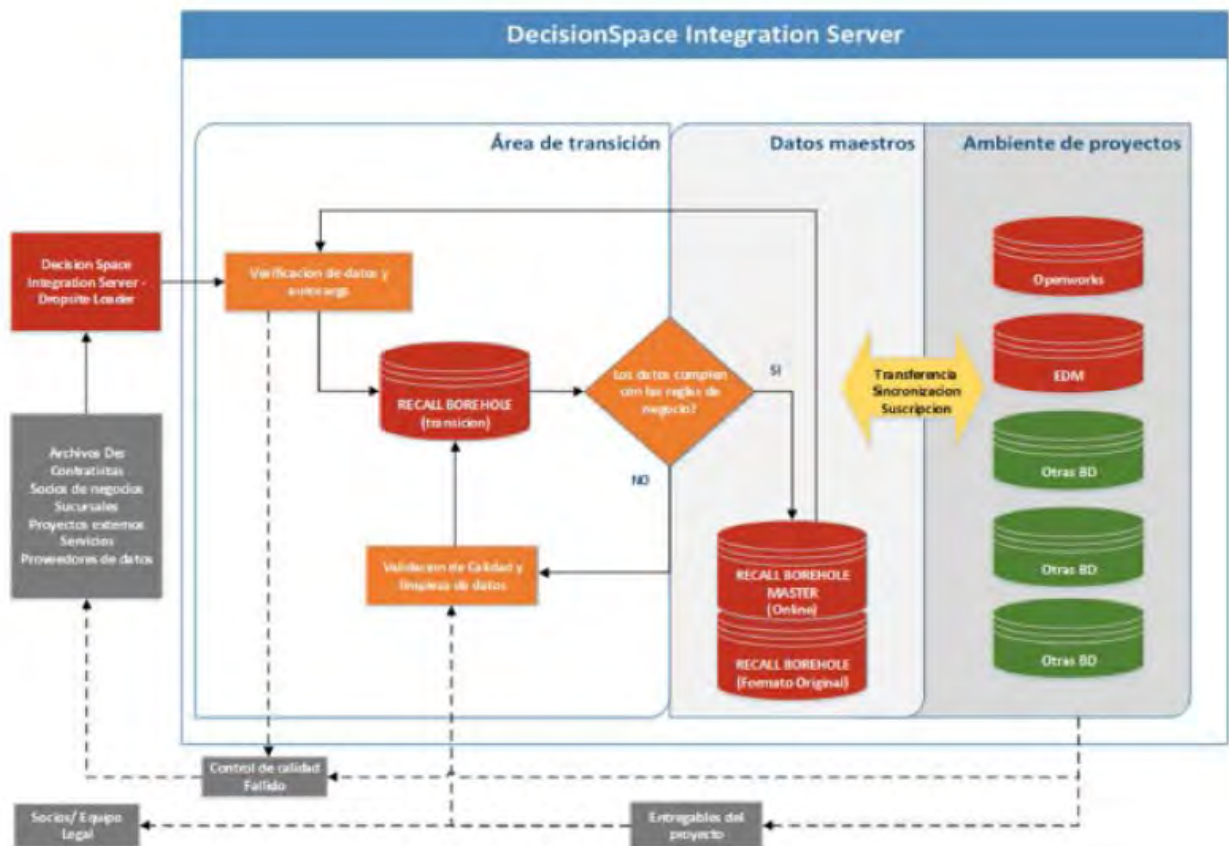 DecisionSpace Integration Server
Área de transición
Datos maestros
Ambiente de proyectos
Decision Space
Integration Server -
Dropsite Loader
Verificacion de datos y
autocarga
Openworks
RECALL BOREHOLE
(transicion)
Los datos cumplen
con las reglas de
negocio?
SI
NO
Transferencia
Sincronizacion
Suscripcion
EDM
Archivos Des
Contratistas
Socios de negocios
Sucursales
Proyectos externos
Servicios
Proveedores de datos
Otras BD
Otras BD
Otras BD
Validacion de Calidad y
limpieza de datos
RECALL BOREHOLE
MASTER
(Online)
RECALL BOREHOLE
(Formato Original)
Control de calidad
Fallido
Socios/ Equipo
Legal
Entregables del
proyecto